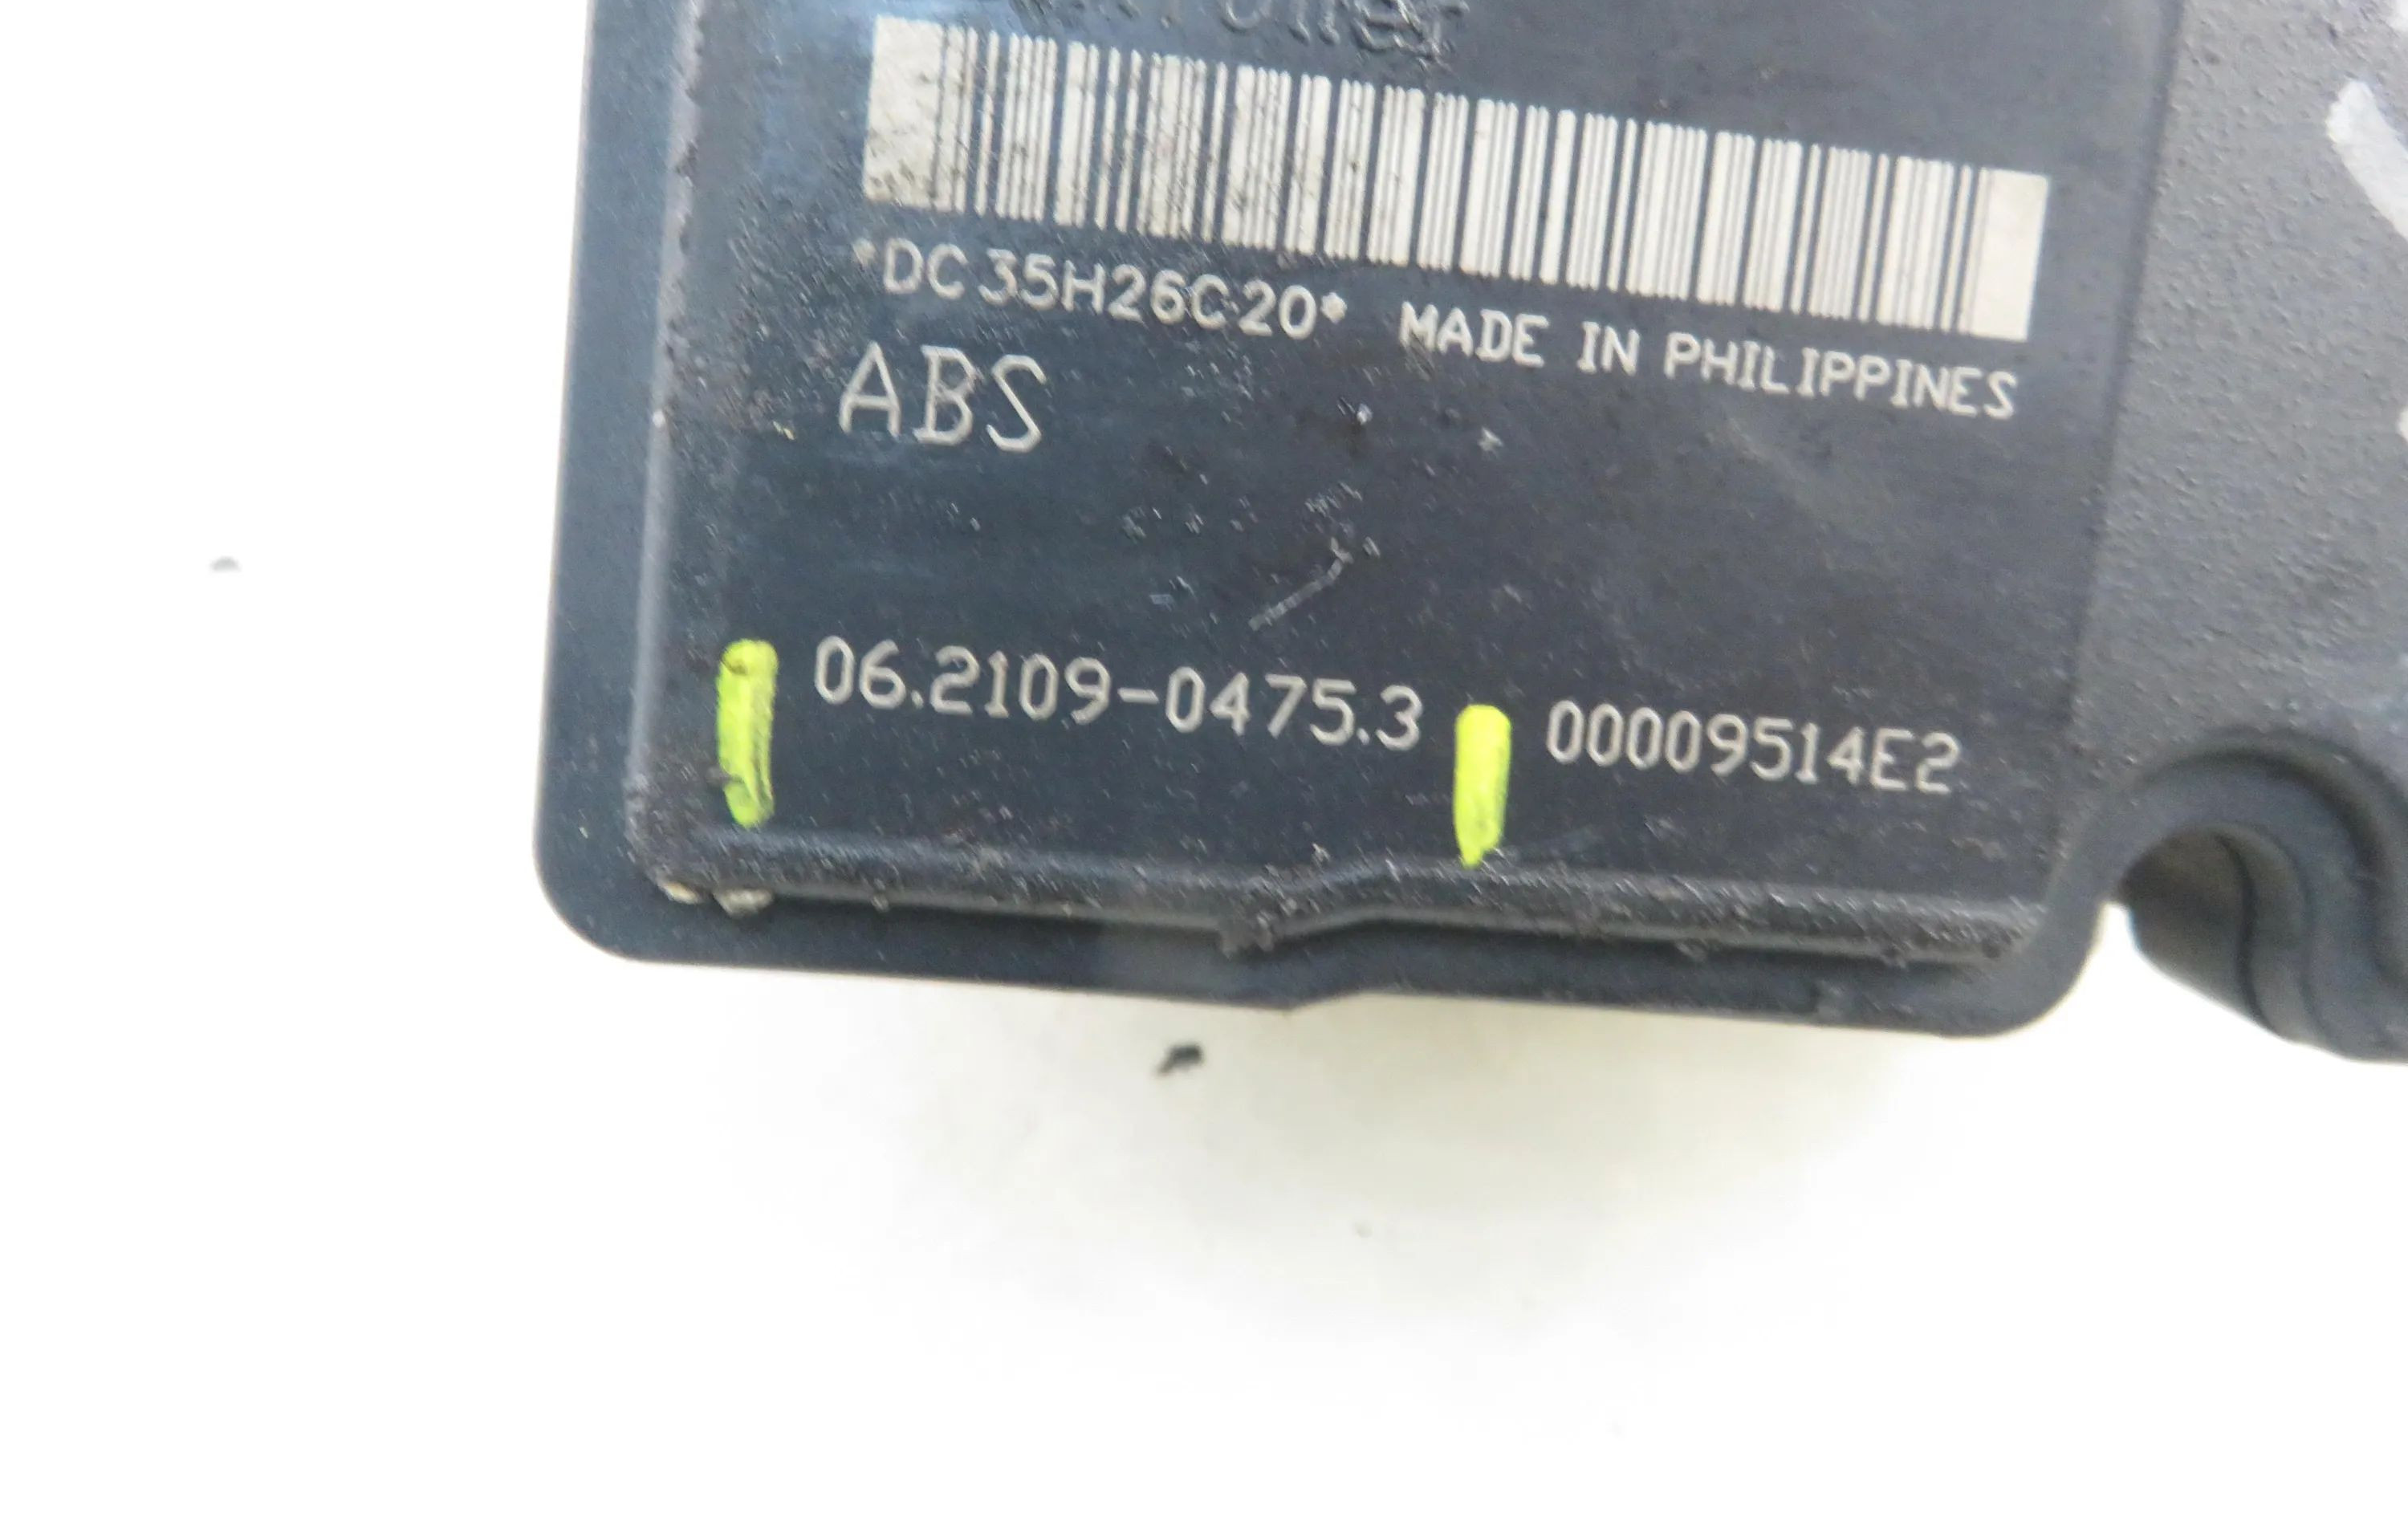 *DC35H26C20* MADE IN PHILIPPINES
ABS
06.2109-0475.3 00009514E2